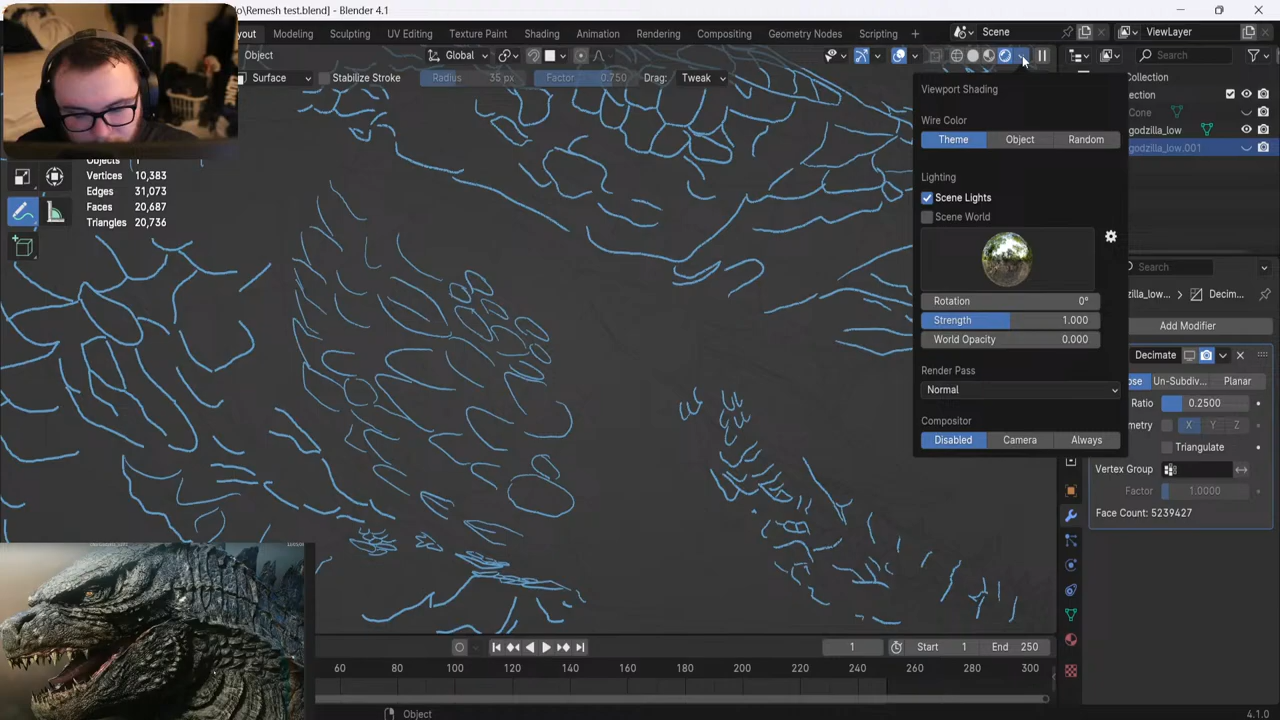 lo\Remesh test.blend] - Blender 4.1
yout Modeling Sculpting UV Editing Texture Paint Shading Animation Rendering Compositing Geometry Nodes Scripting + Scene ViewLayer
Object Global Search
Surface Stabilize Stroke Radius 35 px Factor 0.750 Drag: Tweak
Collection
ection
Cone
godzilla_low
godzilla_low.001
Objects 1
Vertices 10,383
Edges 31,073
Faces 20,687
Triangles 20,736
Viewport Shading
Wire Color
Theme Object Random
Lighting
Scene Lights
Scene World
Rotation 0°
Strength 1.000
World Opacity 0.000
Render Pass
Normal
Compositor
Disabled Camera Always
Search
zilla_low... Decim...
Add Modifier
Decimate
pse Un-Subdiv... Planar
Ratio 0.2500
metry X Y Z
Triangulate
Vertex Group
Factor 1.0000
Face Count: 5239427
1 Start 1 End 250
60 80 100 120 140 160 180 200 220 240 260 280 300
Object 4.1.0